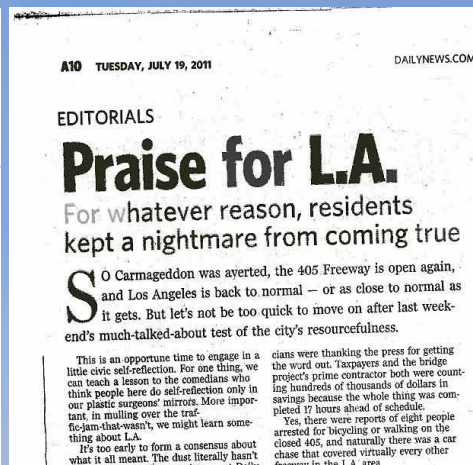 A10 TUESDAY, JULY 19, 2011
DAILYNEWS.COM
EDITORIALS
Praise for L.A.
For whatever reason, residents
kept a nightmare from coming true
SO Carmageddon was averted, the 405 Freeway is open again,
and Los Angeles is back to normal — or as close to normal as
it gets. But let's not be too quick to move on after last week-
end's much-talked-about test of the city's resourcefulness.
This is an opportune time to engage in a
little civic self-reflection. For one thing, we
can teach a lesson to the comedians who
think people here do self-reflection only in
our plastic surgeons' mirrors. More impor-
tant, in mulling over the traf-
fic-jam-that-wasn't, we might learn some-
thing about L.A.
It's too early to form a consensus about
what it all meant. The dust literally hasn't
cians were thanking the press for getting
the word out. Taxpayers and the bridge
project's prime contractor both were count-
ing hundreds of thousands of dollars in
savings because the whole thing was com-
pleted 17 hours ahead of schedule.
Yes, there were reports of eight people
arrested for bicycling or walking on the
closed 405, and naturally there was a car
chase that covered virtually every other
freeway in the L.A. area